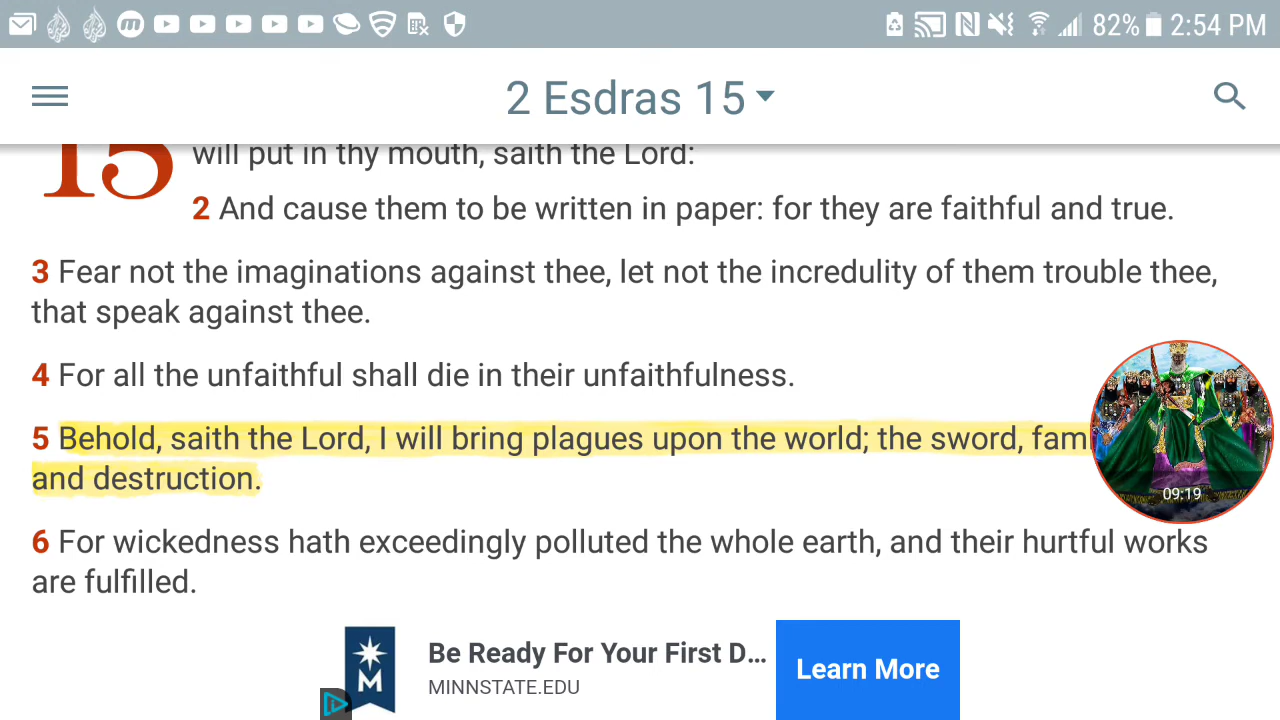 82% 2:54 PM
2 Esdras 15
15 will put in thy mouth, saith the Lord:
2 And cause them to be written in paper: for they are faithful and true.
3 Fear not the imaginations against thee, let not the incredulity of them trouble thee,
that speak against thee.
4 For all the unfaithful shall die in their unfaithfulness.
5 Behold, saith the Lord, I will bring plagues upon the world; the sword, fam
and destruction.
09:19
6 For wickedness hath exceedingly polluted the whole earth, and their hurtful works
are fulfilled.
M
Be Ready For Your First D...
MINNSTATE.EDU
Learn More